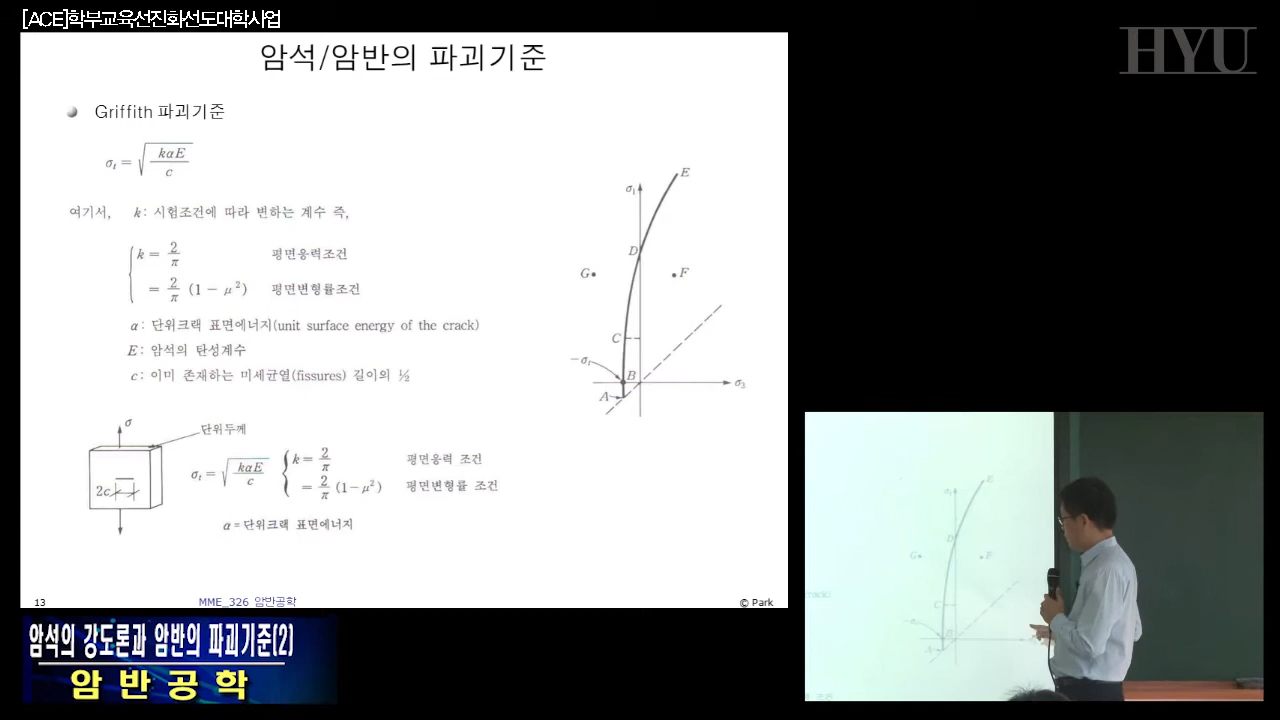 [ACE]학부교육선진화선도대학사업
HYU
암석/암반의 파괴기준
Griffith 파괴기준
σt = √(kαE / c)
여기서, k: 시험조건에 따라 변하는 계수 즉,
k = 2/π 평면응력조건
= 2/π (1 − μ²) 평면변형률조건
α: 단위크랙 표면에너지(unit surface energy of the crack)
E: 암석의 탄성계수
c: 이미 존재하는 미세균열(fissures) 길이의 ½
σ1
E
D
G
F
C
−σt
B
σ3
A
σ
단위두께
2c
σt = √(kαE / c) k = 2/π 평면응력 조건
= 2/π (1−μ²) 평면변형률 조건
α = 단위크랙 표면에너지
13
MME_326 암반공학
© Park
암석의 강도론과 암반의 파괴기준(2)
암 반 공 학
E
σ1
D
G
F
C
B
A